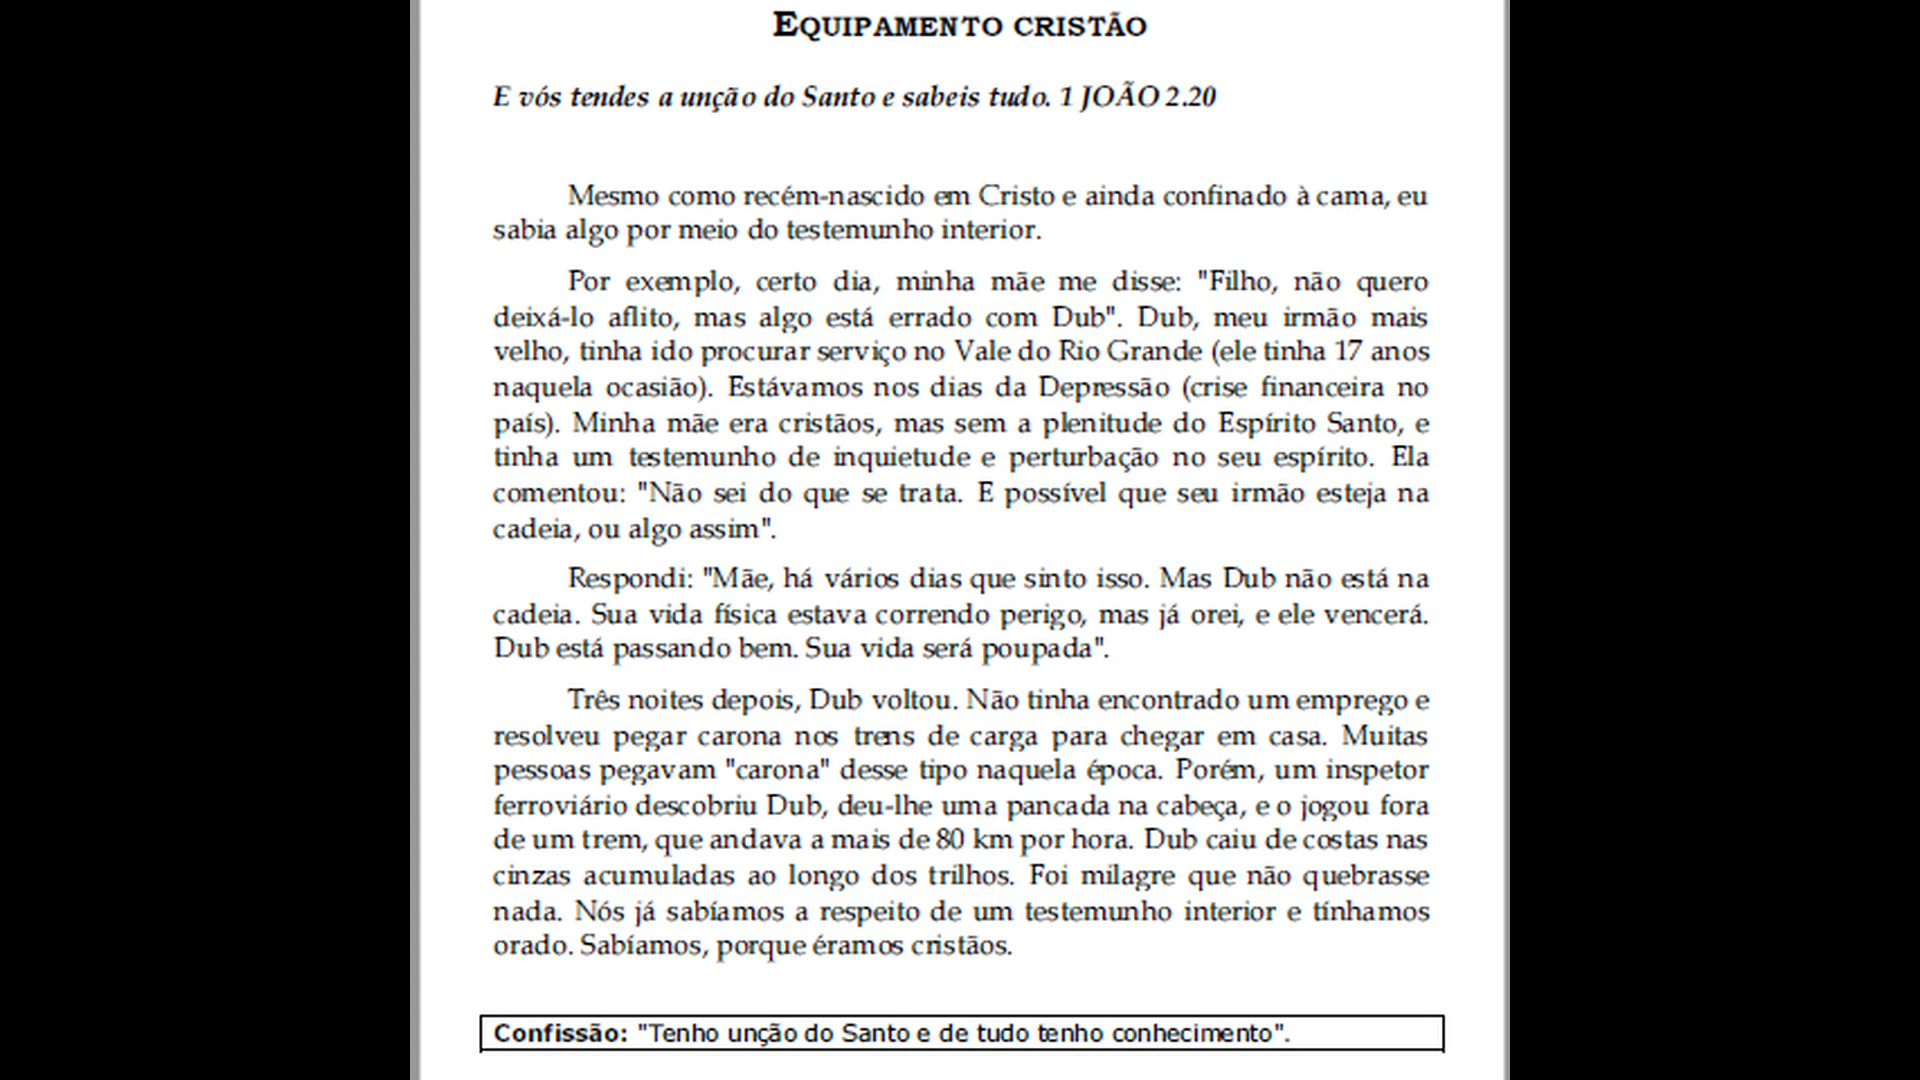 EQUIPAMENTO CRISTÃO
E vós tendes a unção do Santo e sabeis tudo. 1 JOÃO 2.20
Mesmo como recém-nascido em Cristo e ainda confinado à cama, eu
sabia algo por meio do testemunho interior.
Por exemplo, certo dia, minha mãe me disse: "Filho, não quero
deixá-lo aflito, mas algo está errado com Dub". Dub, meu irmão mais
velho, tinha ido procurar serviço no Vale do Rio Grande (ele tinha 17 anos
naquela ocasião). Estávamos nos dias da Depressão (crise financeira no
país). Minha mãe era cristãos, mas sem a plenitude do Espírito Santo, e
tinha um testemunho de inquietude e perturbação no seu espírito. Ela
comentou: "Não sei do que se trata. E possível que seu irmão esteja na
cadeia, ou algo assim".
Respondi: "Mãe, há vários dias que sinto isso. Mas Dub não está na
cadeia. Sua vida física estava correndo perigo, mas já orei, e ele vencerá.
Dub está passando bem. Sua vida será poupada".
Três noites depois, Dub voltou. Não tinha encontrado um emprego e
resolveu pegar carona nos trens de carga para chegar em casa. Muitas
pessoas pegavam "carona" desse tipo naquela época. Porém, um inspetor
ferroviário descobriu Dub, deu-lhe uma pancada na cabeça, e o jogou fora
de um trem, que andava a mais de 80 km por hora. Dub caiu de costas nas
cinzas acumuladas ao longo dos trilhos. Foi milagre que não quebrasse
nada. Nós já sabíamos a respeito de um testemunho interior e tínhamos
orado. Sabíamos, porque éramos cristãos.
Confissão: "Tenho unção do Santo e de tudo tenho conhecimento".